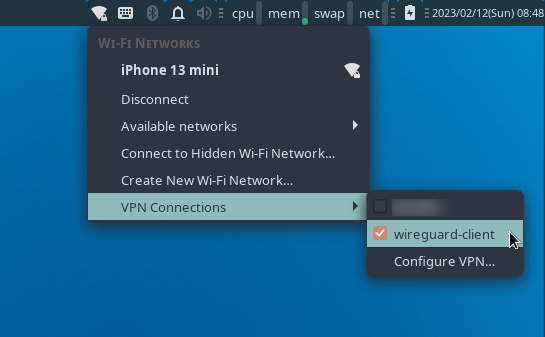 cpu mem swap net 2023/02/12(Sun) 08:48
Wi-Fi Networks
iPhone 13 mini
Disconnect
Available networks
Connect to Hidden Wi-Fi Network...
Create New Wi-Fi Network...
VPN Connections
wireguard-client
Configure VPN...